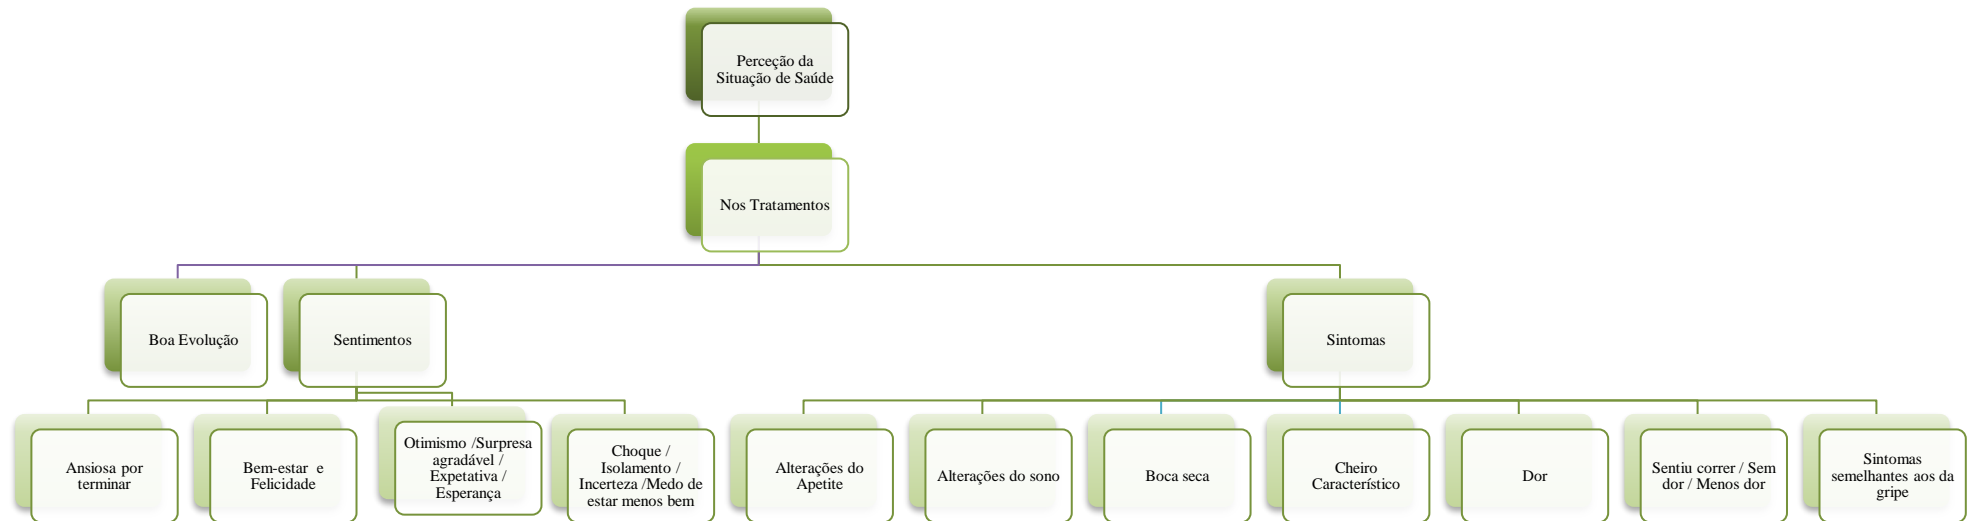 Perceção da
Situação de Saúde
Nos Tratamentos
Boa Evolução
Sentimentos
Sintomas
Ansiosa por
terminar
Bem-estar e
Felicidade
Otimismo /Surpresa
agradável /
Expetativa /
Esperança
Choque /
Isolamento /
Incerteza /Medo de
estar menos bem
Alterações do
Apetite
Alterações do sono
Boca seca
Cheiro
Característico
Dor
Sentiu correr / Sem
dor / Menos dor
Sintomas
semelhantes aos da
gripe